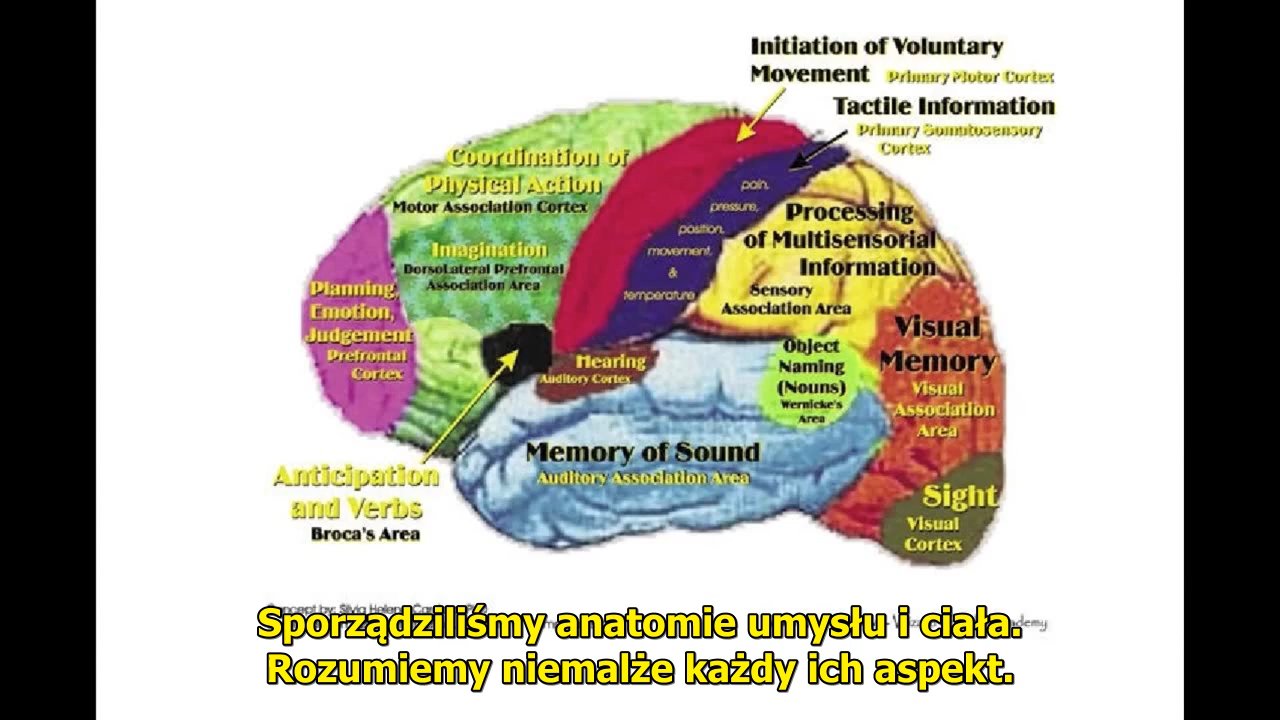 Initiation of Voluntary
Movement Primary Motor Cortex
Tactile Information
Primary Somatosensory
Cortex
Coordination of
Physical Action
Motor Association Cortex
pain,
pressure,
position,
movement,
&
temperature
Processing
of Multisensorial
Information
Sensory
Association Area
Imagination
DorsoLateral Prefrontal
Association Area
Planning,
Emotion,
Judgement
Prefrontal
Cortex
Hearing
Auditory Cortex
Object
Naming
(Nouns)
Wernicke's
Area
Visual
Memory
Visual
Association
Area
Memory of Sound
Auditory Association Area
Anticipation
and Verbs
Broca's Area
Sight
Visual
Cortex
Concept by: Silvia Helena
Sporządziliśmy anatomie umysłu i ciała.
Rozumiemy niemalże każdy ich aspekt.